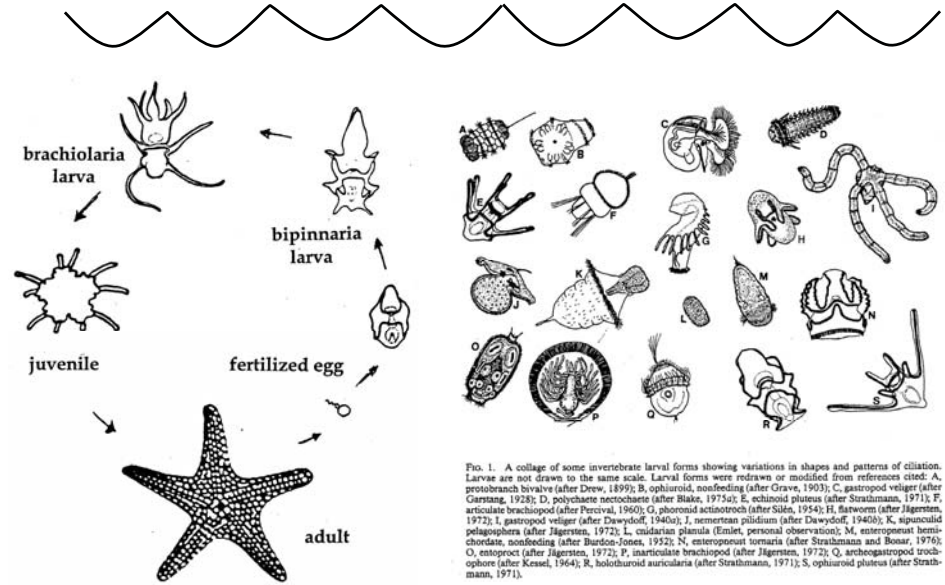 brachiolaria
larva
bipinnaria
larva
juvenile
fertilized egg
adult
A
B
C
D
E
F
G
H
I
J
K
L
M
N
O
P
Q
R
S
FIG. 1. A collage of some invertebrate larval forms showing variations in shapes and patterns of ciliation.
Larvae are not drawn to the same scale. Larval forms were redrawn or modified from references cited: A,
protobranch bivalve (after Drew, 1899); B, ophiuroid, nonfeeding (after Grave, 1903); C, gastropod veliger (after
Garstang, 1928); D, polychaete nectochaete (after Blake, 1975a); E, echinoid pluteus (after Strathmann, 1971); F,
articulate brachiopod (after Percival, 1960); G, phoronid actinotroch (after Silén, 1954); H, flatworm (after Jägersten,
1972); I, gastropod veliger (after Dawydoff, 1940a); J, nemertean pilidium (after Dawydoff, 1940b); K, sipunculid
pelagosphera (after Jägersten, 1972); L, cnidarian planula (Emlet, personal observation); M, enteropneust hemi-
chordate, nonfeeding (after Burdon-Jones, 1952); N, enteropneust tornaria (after Strathmann and Bonar, 1976);
O, entoproct (after Jägersten, 1972); P, inarticulate brachiopod (after Jägersten, 1972); Q, archeogastropod troch-
ophore (after Kessel, 1964); R, holothuroid auricularia (after Strathmann, 1971); S, ophiuroid pluteus (after Strath-
mann, 1971).